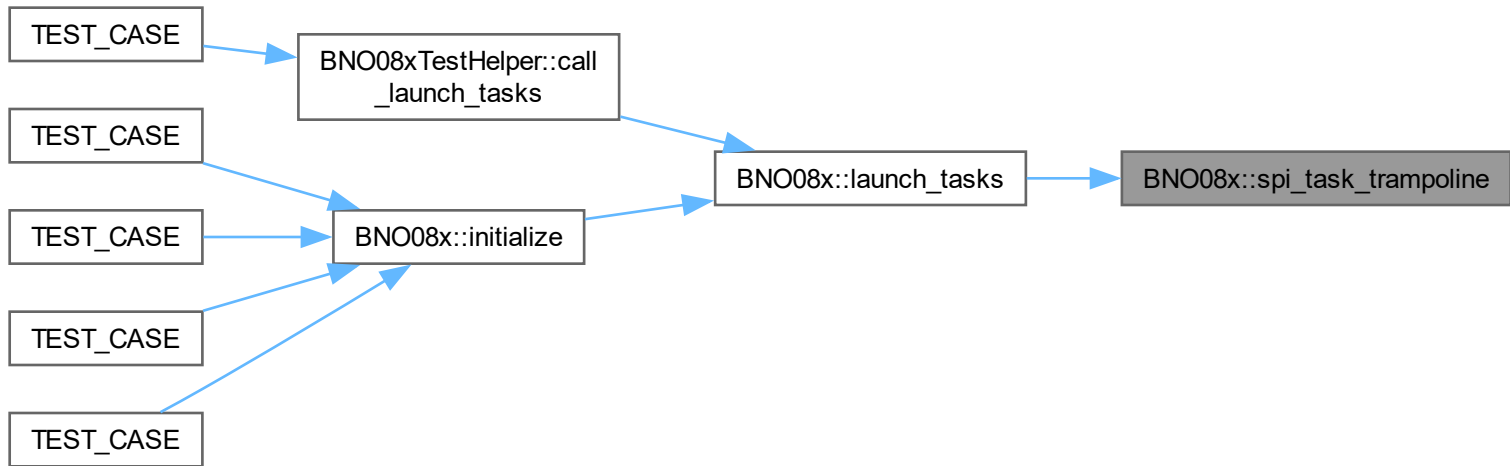 TEST_CASE
BNO08xTestHelper::call
_launch_tasks
TEST_CASE
BNO08x::launch_tasks
BNO08x::spi_task_trampoline
TEST_CASE
BNO08x::initialize
TEST_CASE
TEST_CASE